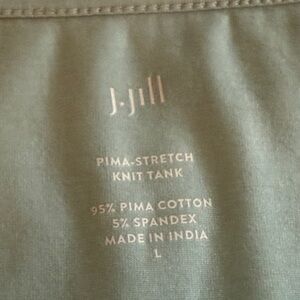 J.Jill
PIMA-STRETCH
KNIT TANK
95% PIMA COTTON
5% SPANDEX
MADE IN INDIA
L